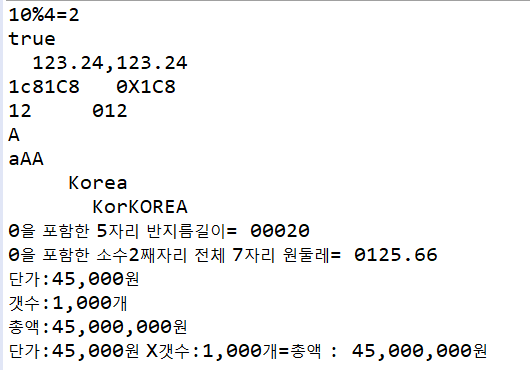 10%4=2
true
  123.24,123.24
1c81C8   0X1C8
12     012
A
aAA
     Korea
       KorKOREA
0을 포함한 5자리 반지름길이= 00020
0을 포함한 소수2째자리 전체 7자리 원둘레= 0125.66
단가:45,000원
갯수:1,000개
총액:45,000,000원
단가:45,000원 X갯수:1,000개=총액 : 45,000,000원